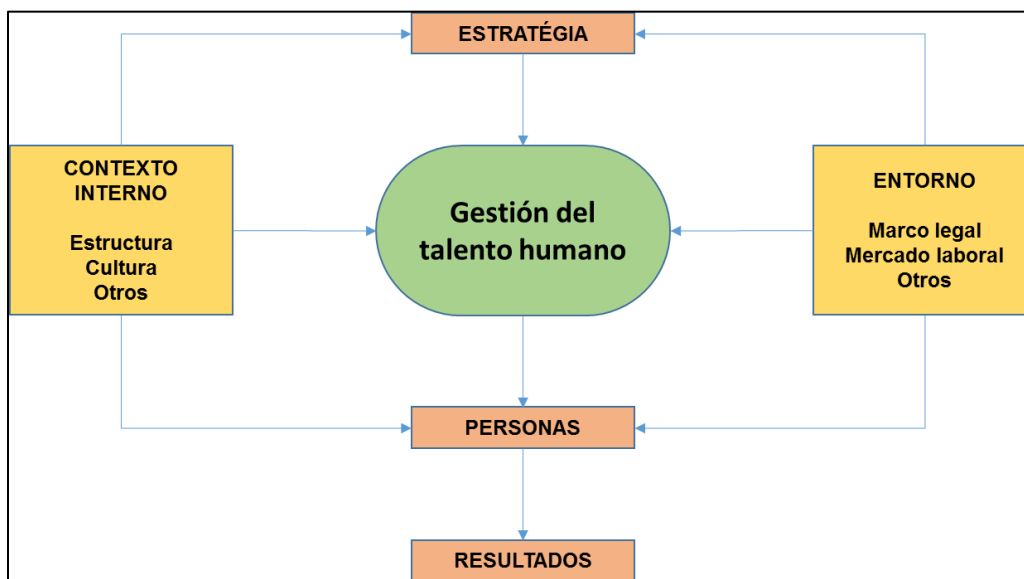 ESTRATÉGIA
CONTEXTO
INTERNO
Estructura
Cultura
Otros
Gestión del
talento humano
ENTORNO
Marco legal
Mercado laboral
Otros
PERSONAS
RESULTADOS